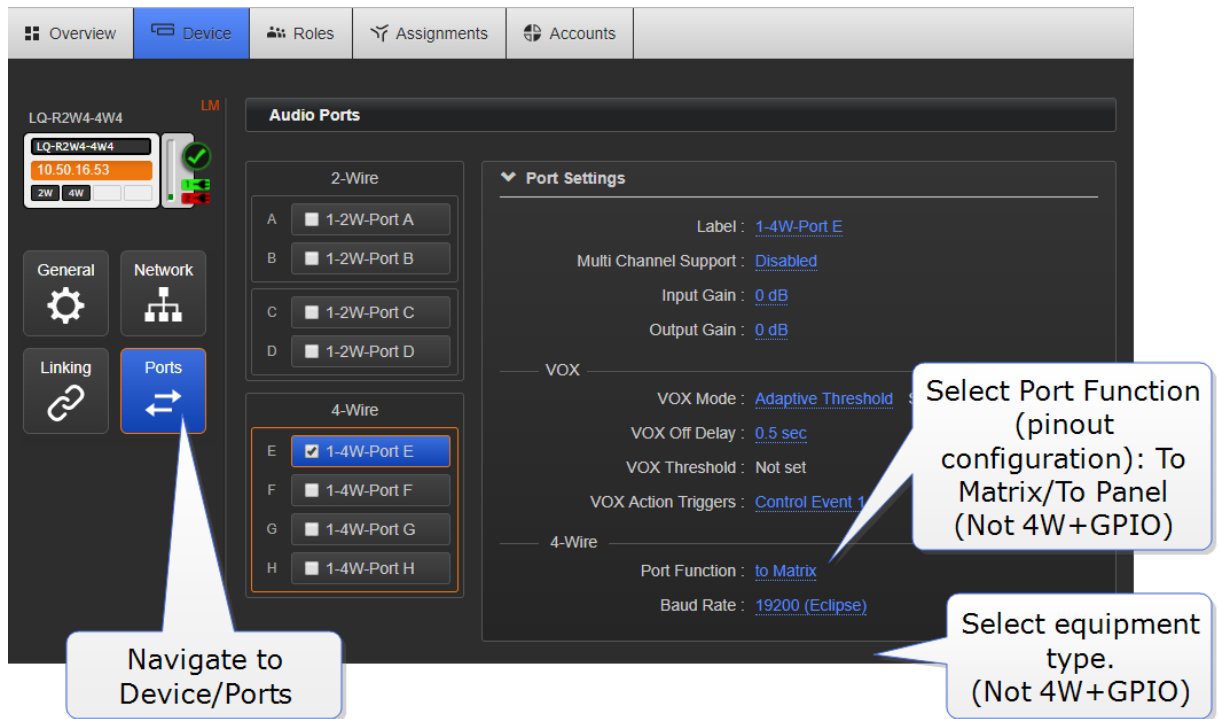 Overview
Device
Roles
Assignments
Accounts
LQ-R2W4-4W4
LM
LQ-R2W4-4W4
10.50.16.53
2W 4W
General
Network
Linking
Ports
Audio Ports
2-Wire
A 1-2W-Port A
B 1-2W-Port B
C 1-2W-Port C
D 1-2W-Port D
4-Wire
E 1-4W-Port E
F 1-4W-Port F
G 1-4W-Port G
H 1-4W-Port H
Port Settings
Label : 1-4W-Port E
Multi Channel Support : Disabled
Input Gain : 0 dB
Output Gain : 0 dB
VOX
VOX Mode : Adaptive Threshold
VOX Off Delay : 0.5 sec
VOX Threshold : Not set
VOX Action Triggers : Control Event 1
4-Wire
Port Function : to Matrix
Baud Rate : 19200 (Eclipse)
Select Port Function
(pinout
configuration): To
Matrix/To Panel
(Not 4W+GPIO)
Select equipment
type.
(Not 4W+GPIO)
Navigate to
Device/Ports